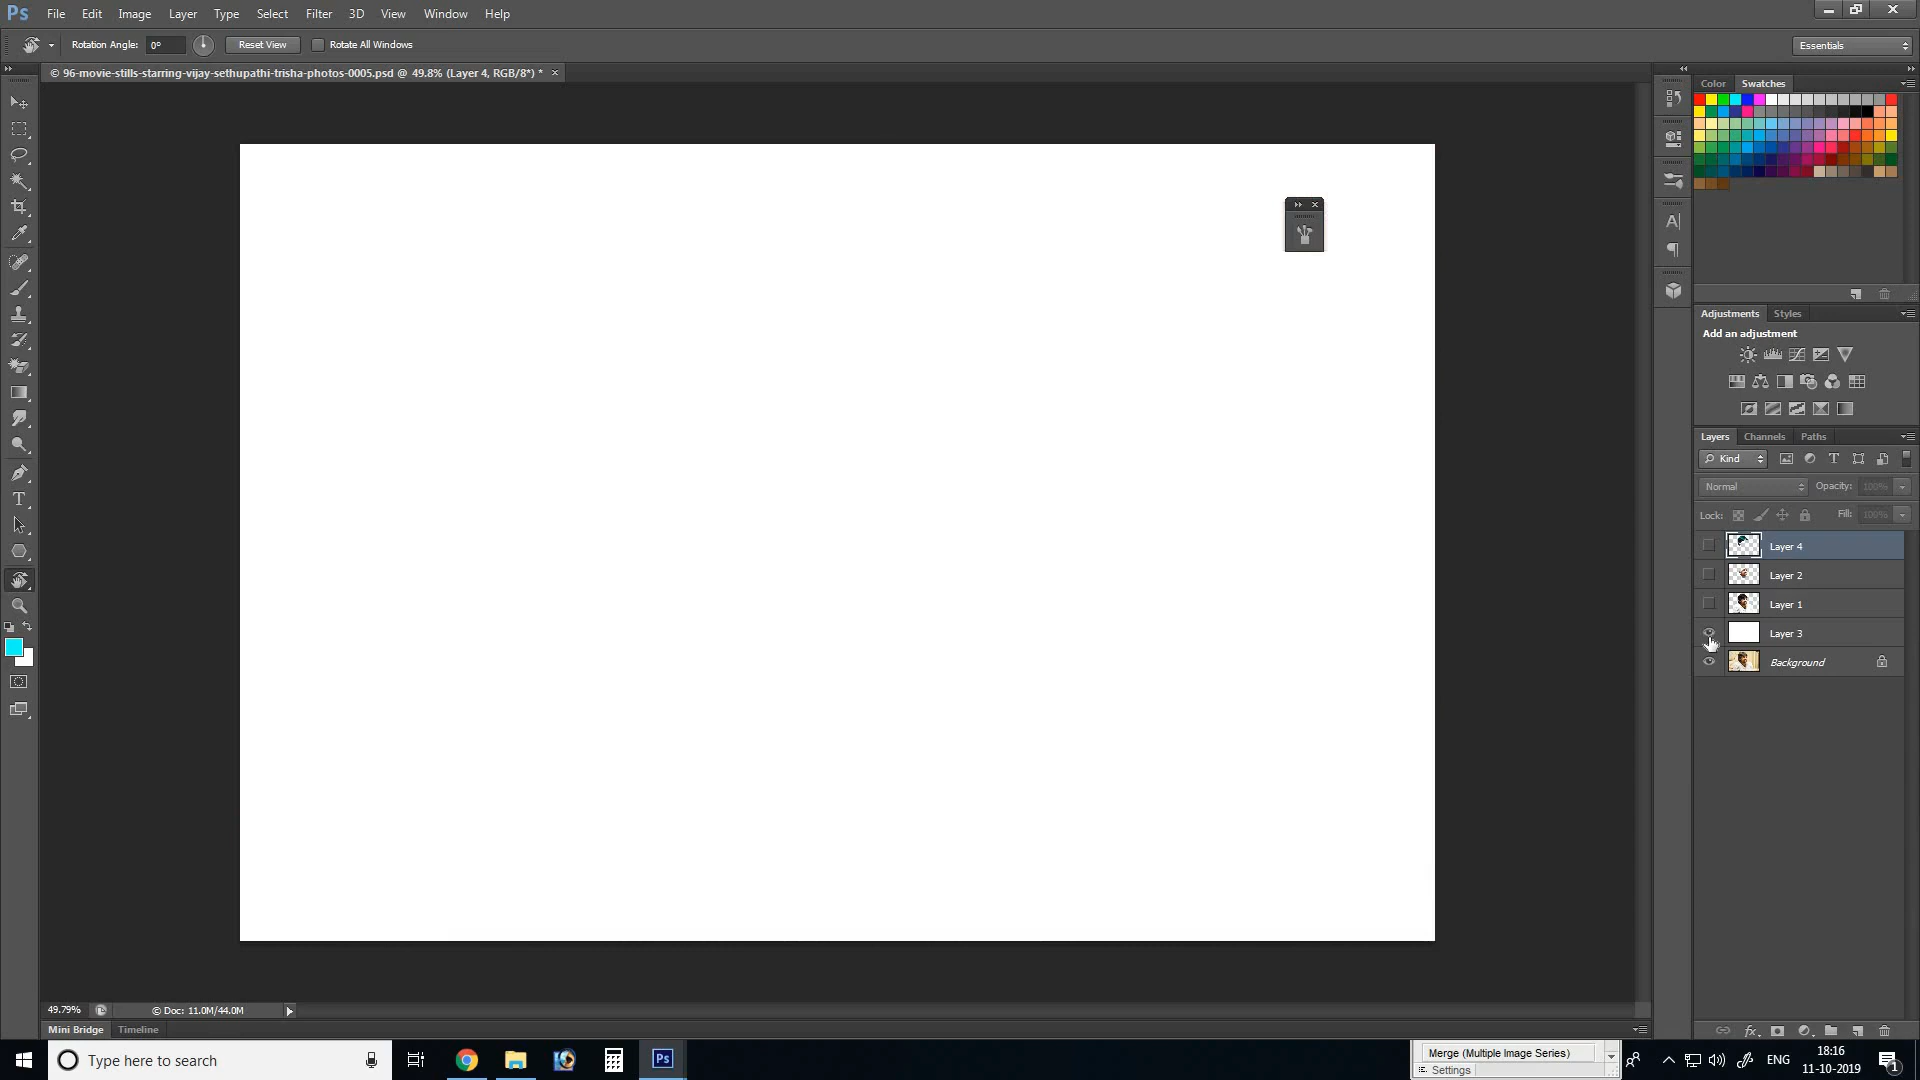 Ps File Edit Image Layer Type Select Filter 3D View Window Help
Rotation Angle: 0° Reset View Rotate All Windows Essentials
© 96-movie-stills-starring-vijay-sethupathi-trisha-photos-0005.psd @ 49.8% (Layer 4, RGB/8*) * ×
Color Swatches
Adjustments Styles
Add an adjustment
Layers Channels Paths
Kind
Normal Opacity: 100%
Lock: Fill: 100%
Layer 4
Layer 2
Layer 1
Layer 3
Background
49.79% © Doc: 11.0M/44.0M
Mini Bridge Timeline
Type here to search
Ps
Merge (Multiple Image Series)
Settings
ENG
18:16
11-10-2019
1